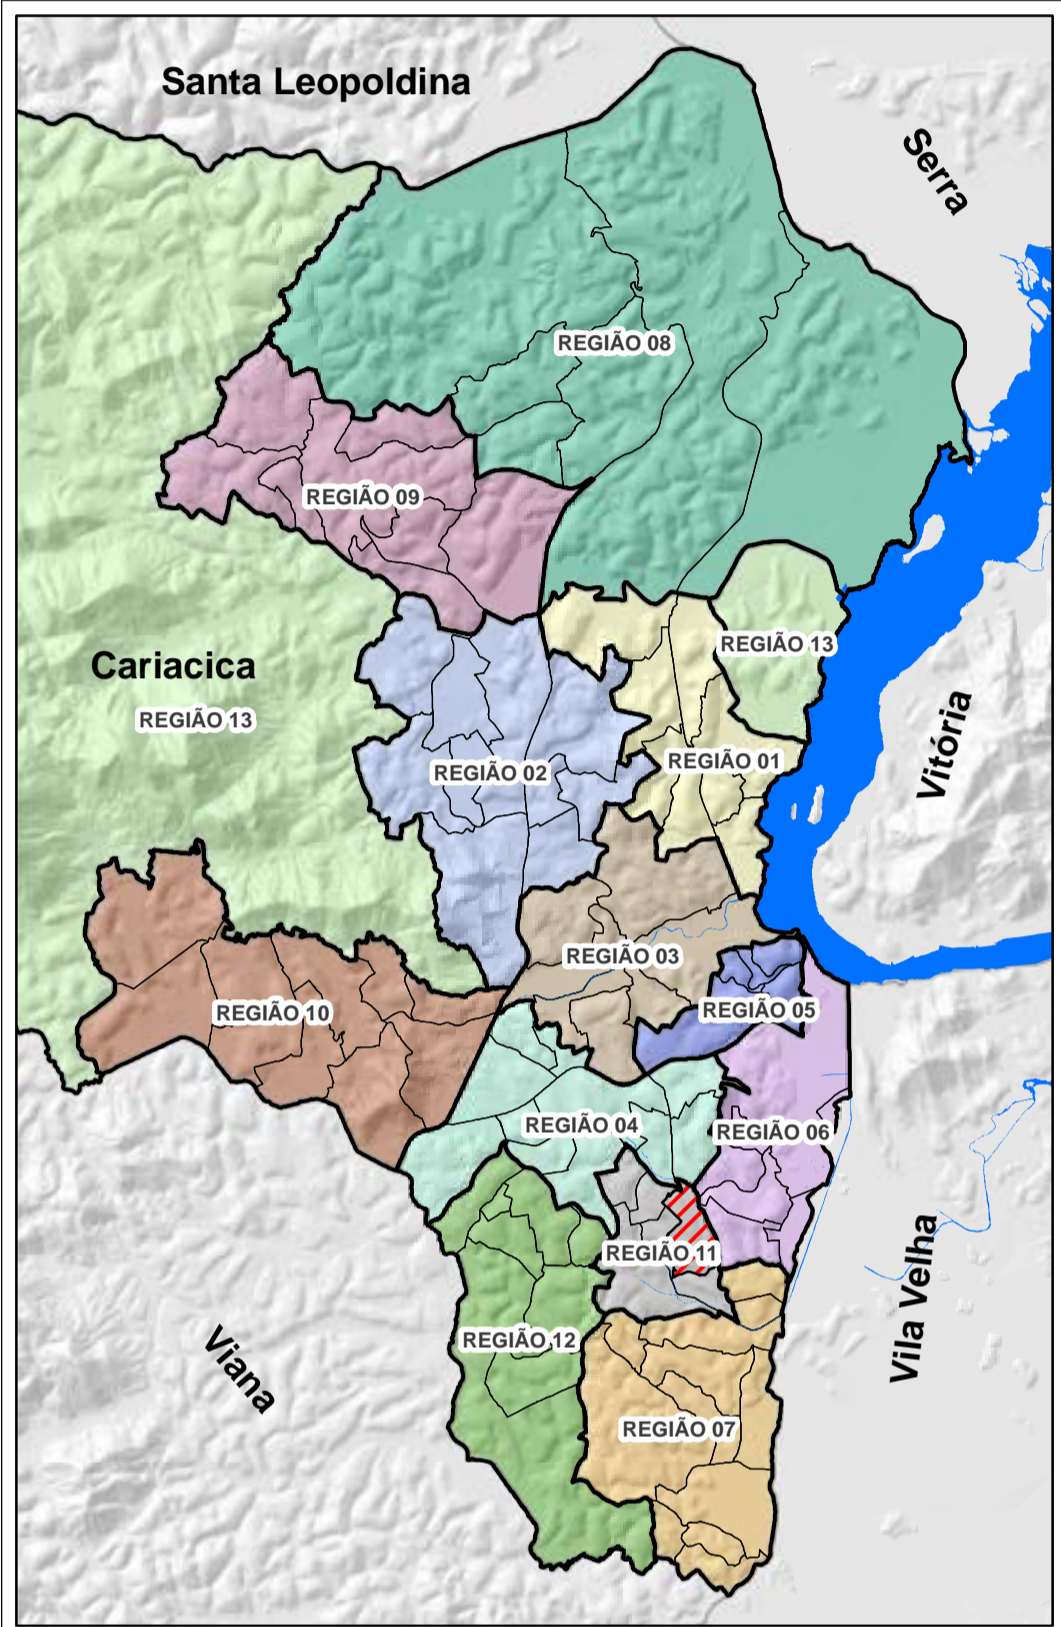 Santa Leopoldina
Serra
REGIÃO 08
REGIÃO 09
REGIÃO 13
Cariacica
REGIÃO 13
Vitória
REGIÃO 01
REGIÃO 02
REGIÃO 03
REGIÃO 05
REGIÃO 10
REGIÃO 04
REGIÃO 06
REGIÃO 11
Vila Velha
REGIÃO 12
Viana
REGIÃO 07